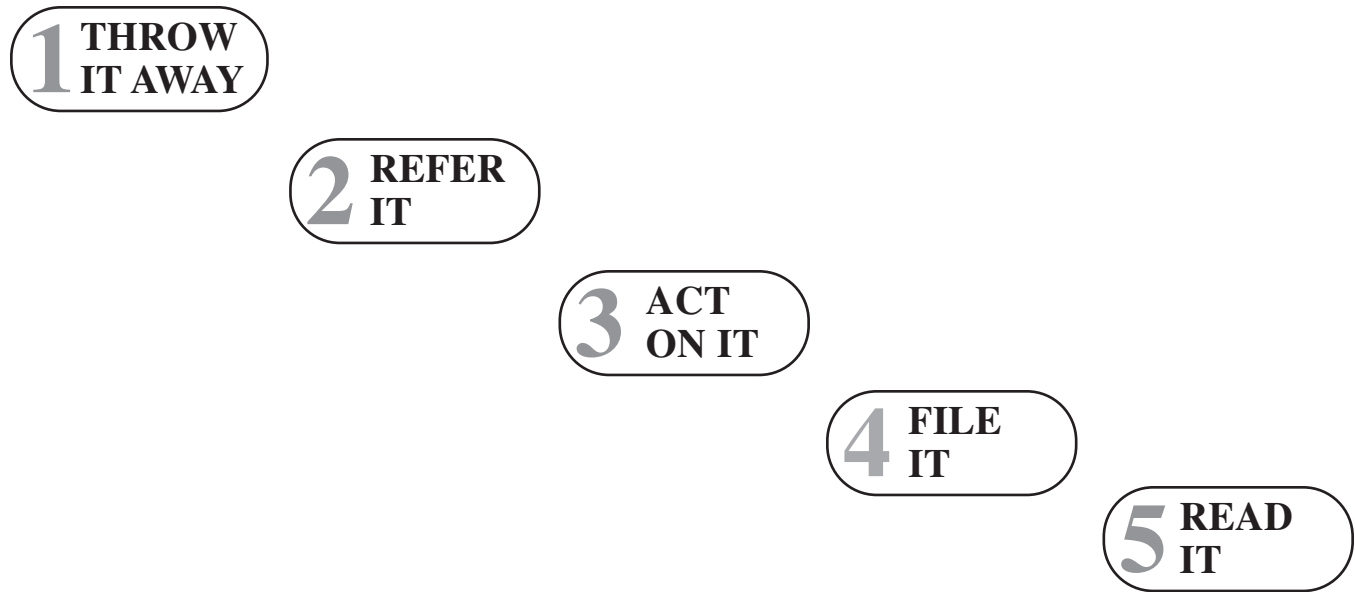 1 THROW
IT AWAY
2 REFER
IT
3 ACT
ON IT
4 FILE
IT
5 READ
IT